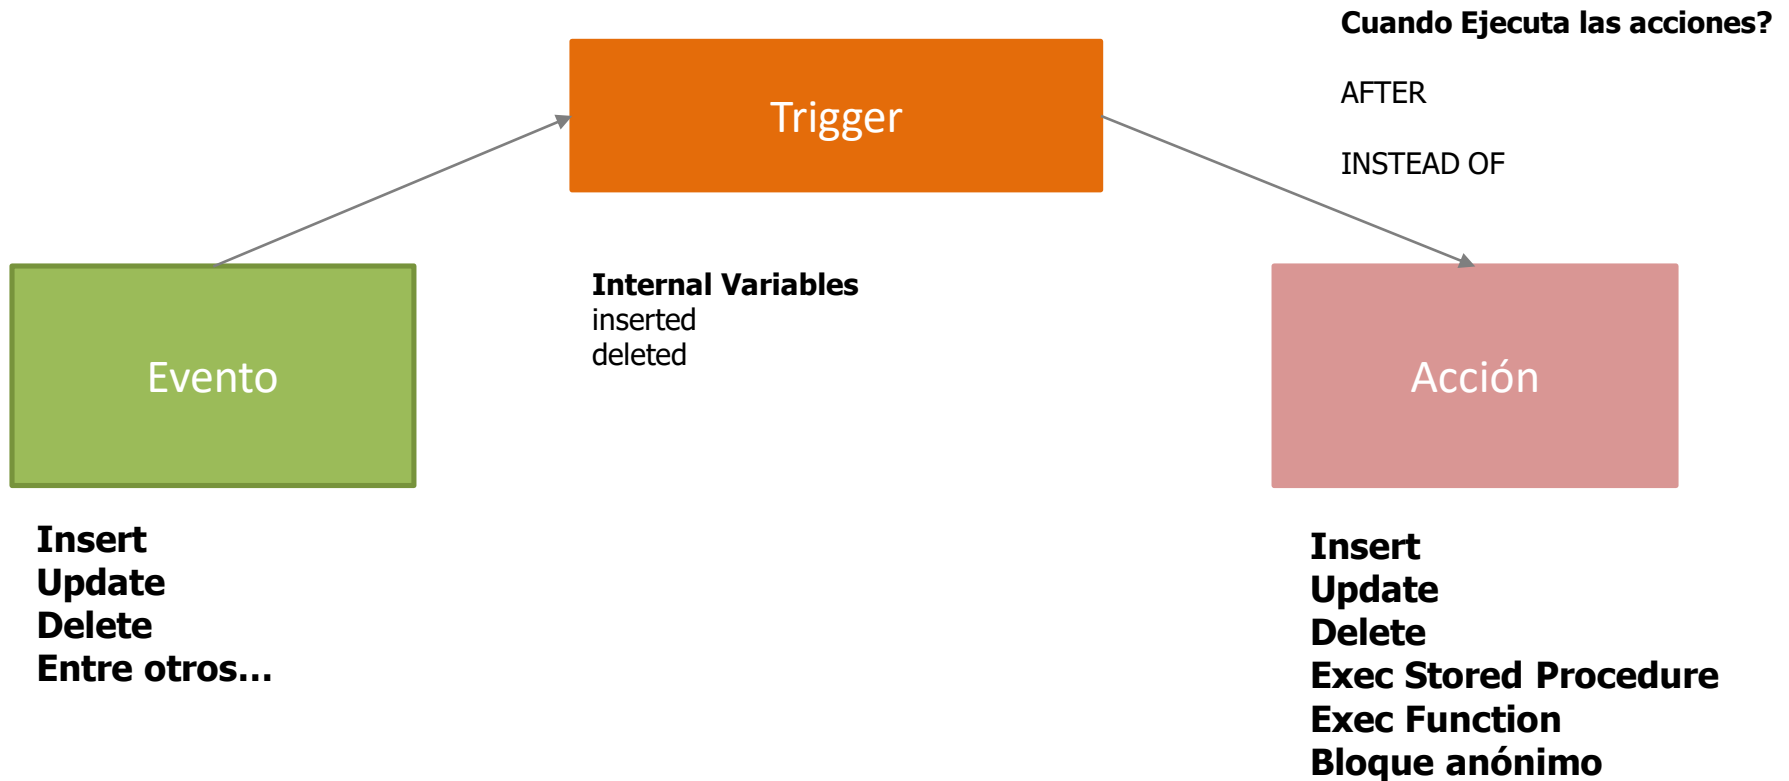 Cuando Ejecuta las acciones?
AFTER
INSTEAD OF
Trigger
Internal Variables
inserted
deleted
Evento
Acción
Insert
Update
Delete
Entre otros...
Insert
Update
Delete
Exec Stored Procedure
Exec Function
Bloque anónimo